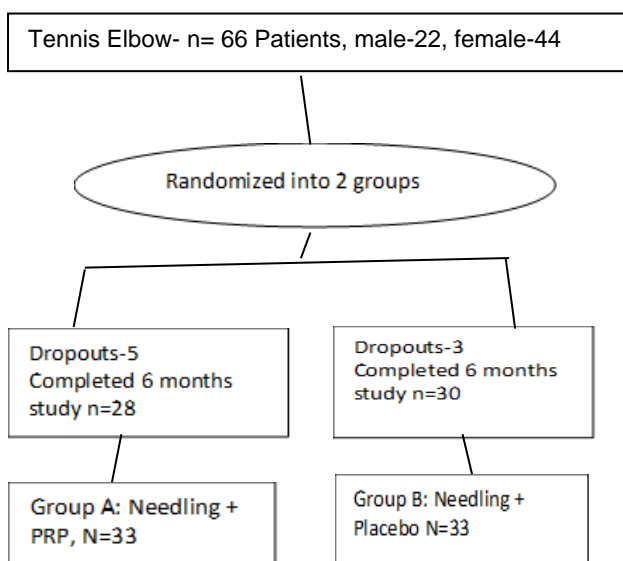 Tennis Elbow- n= 66 Patients, male-22, female-44
Randomized into 2 groups
Dropouts-5
Completed 6 months
study n=28
Dropouts-3
Completed 6 months
study n=30
Group A: Needling +
PRP, N=33
Group B: Needling +
Placebo N=33